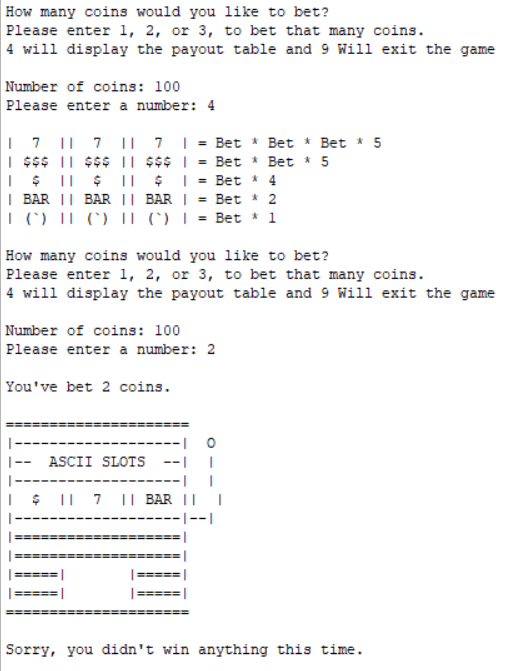 How many coins would you like to bet?
Please enter 1, 2, or 3, to bet that many coins.
4 will display the payout table and 9 Will exit the game

Number of coins: 100
Please enter a number: 4

|  7  ||  7  ||  7  | = Bet * Bet * Bet * 5
| $$$ || $$$ || $$$ | = Bet * Bet * 5
|  $  ||  $  ||  $  | = Bet * 4
| BAR || BAR || BAR | = Bet * 2
| (`) || (`) || (`) | = Bet * 1

How many coins would you like to bet?
Please enter 1, 2, or 3, to bet that many coins.
4 will display the payout table and 9 Will exit the game

Number of coins: 100
Please enter a number: 2

You've bet 2 coins.

=====================
|-------------------|  O
|--  ASCII SLOTS  --|  |
|-------------------|  |
|  $  ||  7  || BAR ||  |
|-------------------|--|
|===================|
|===================|
|=====|       |=====|
|=====|       |=====|
=====================

Sorry, you didn't win anything this time.